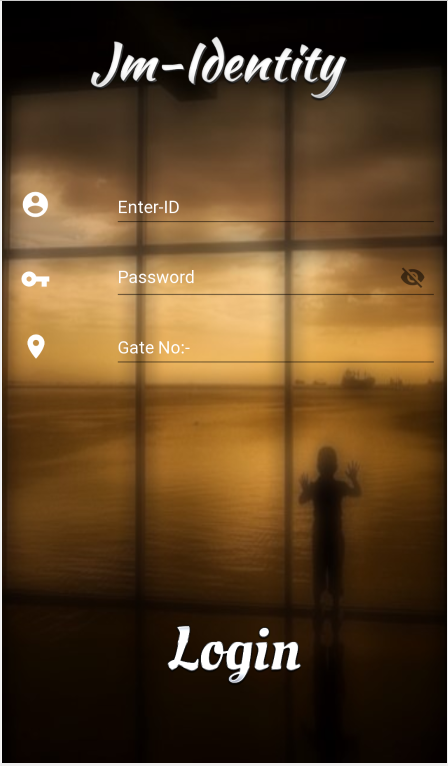 Jm-Identity
Enter-ID
Password
Gate No:-
Login